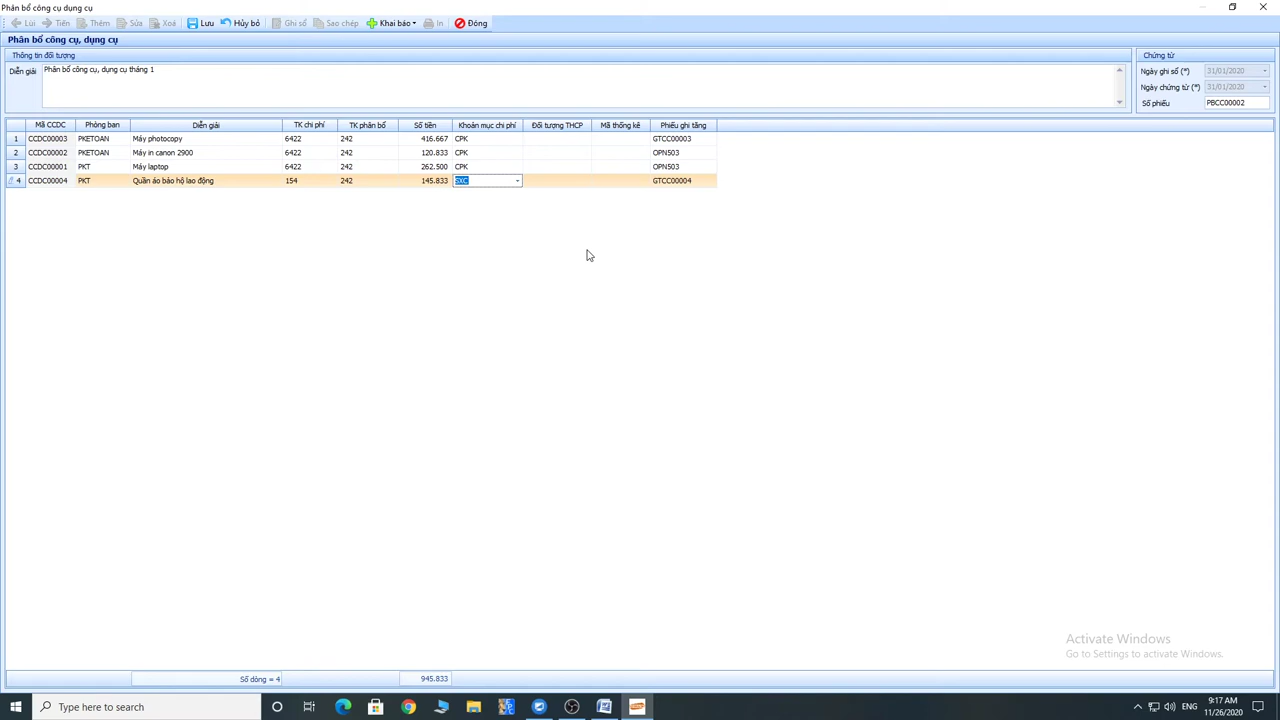 Phân bổ công cụ dụng cụ
Lùi Tiến Thêm Sửa Xoá Lưu Hủy bỏ Ghi sổ Sao chép Khai báo In Đóng
Phân bổ công cụ, dụng cụ
Thông tin đối tượng Chứng từ
Diễn giải Phân bổ công cụ, dụng cụ tháng 1 Ngày ghi sổ (*) 31/01/2020
Ngày chứng từ (*) 31/01/2020
Số phiếu PBCC00002
Mã CCDC Phòng ban Diễn giải TK chi phí TK phân bổ Số tiền Khoản mục chi phí Đối tượng THCP Mã thống kê Phiếu ghi tăng
1 CCDC00003 PKETOAN Máy photocopy 6422 242 416.667 CPK GTCC00003
2 CCDC00002 PKETOAN Máy in canon 2900 6422 242 120.833 CPK OPN503
3 CCDC00001 PKT Máy laptop 6422 242 262.500 CPK OPN503
4 CCDC00004 PKT Quần áo bảo hộ lao động 154 242 145.833 SXC GTCC00004
Activate Windows
Go to Settings to activate Windows.
Số dòng = 4 945.833
Type here to search ENG 9:17 AM
11/26/2020